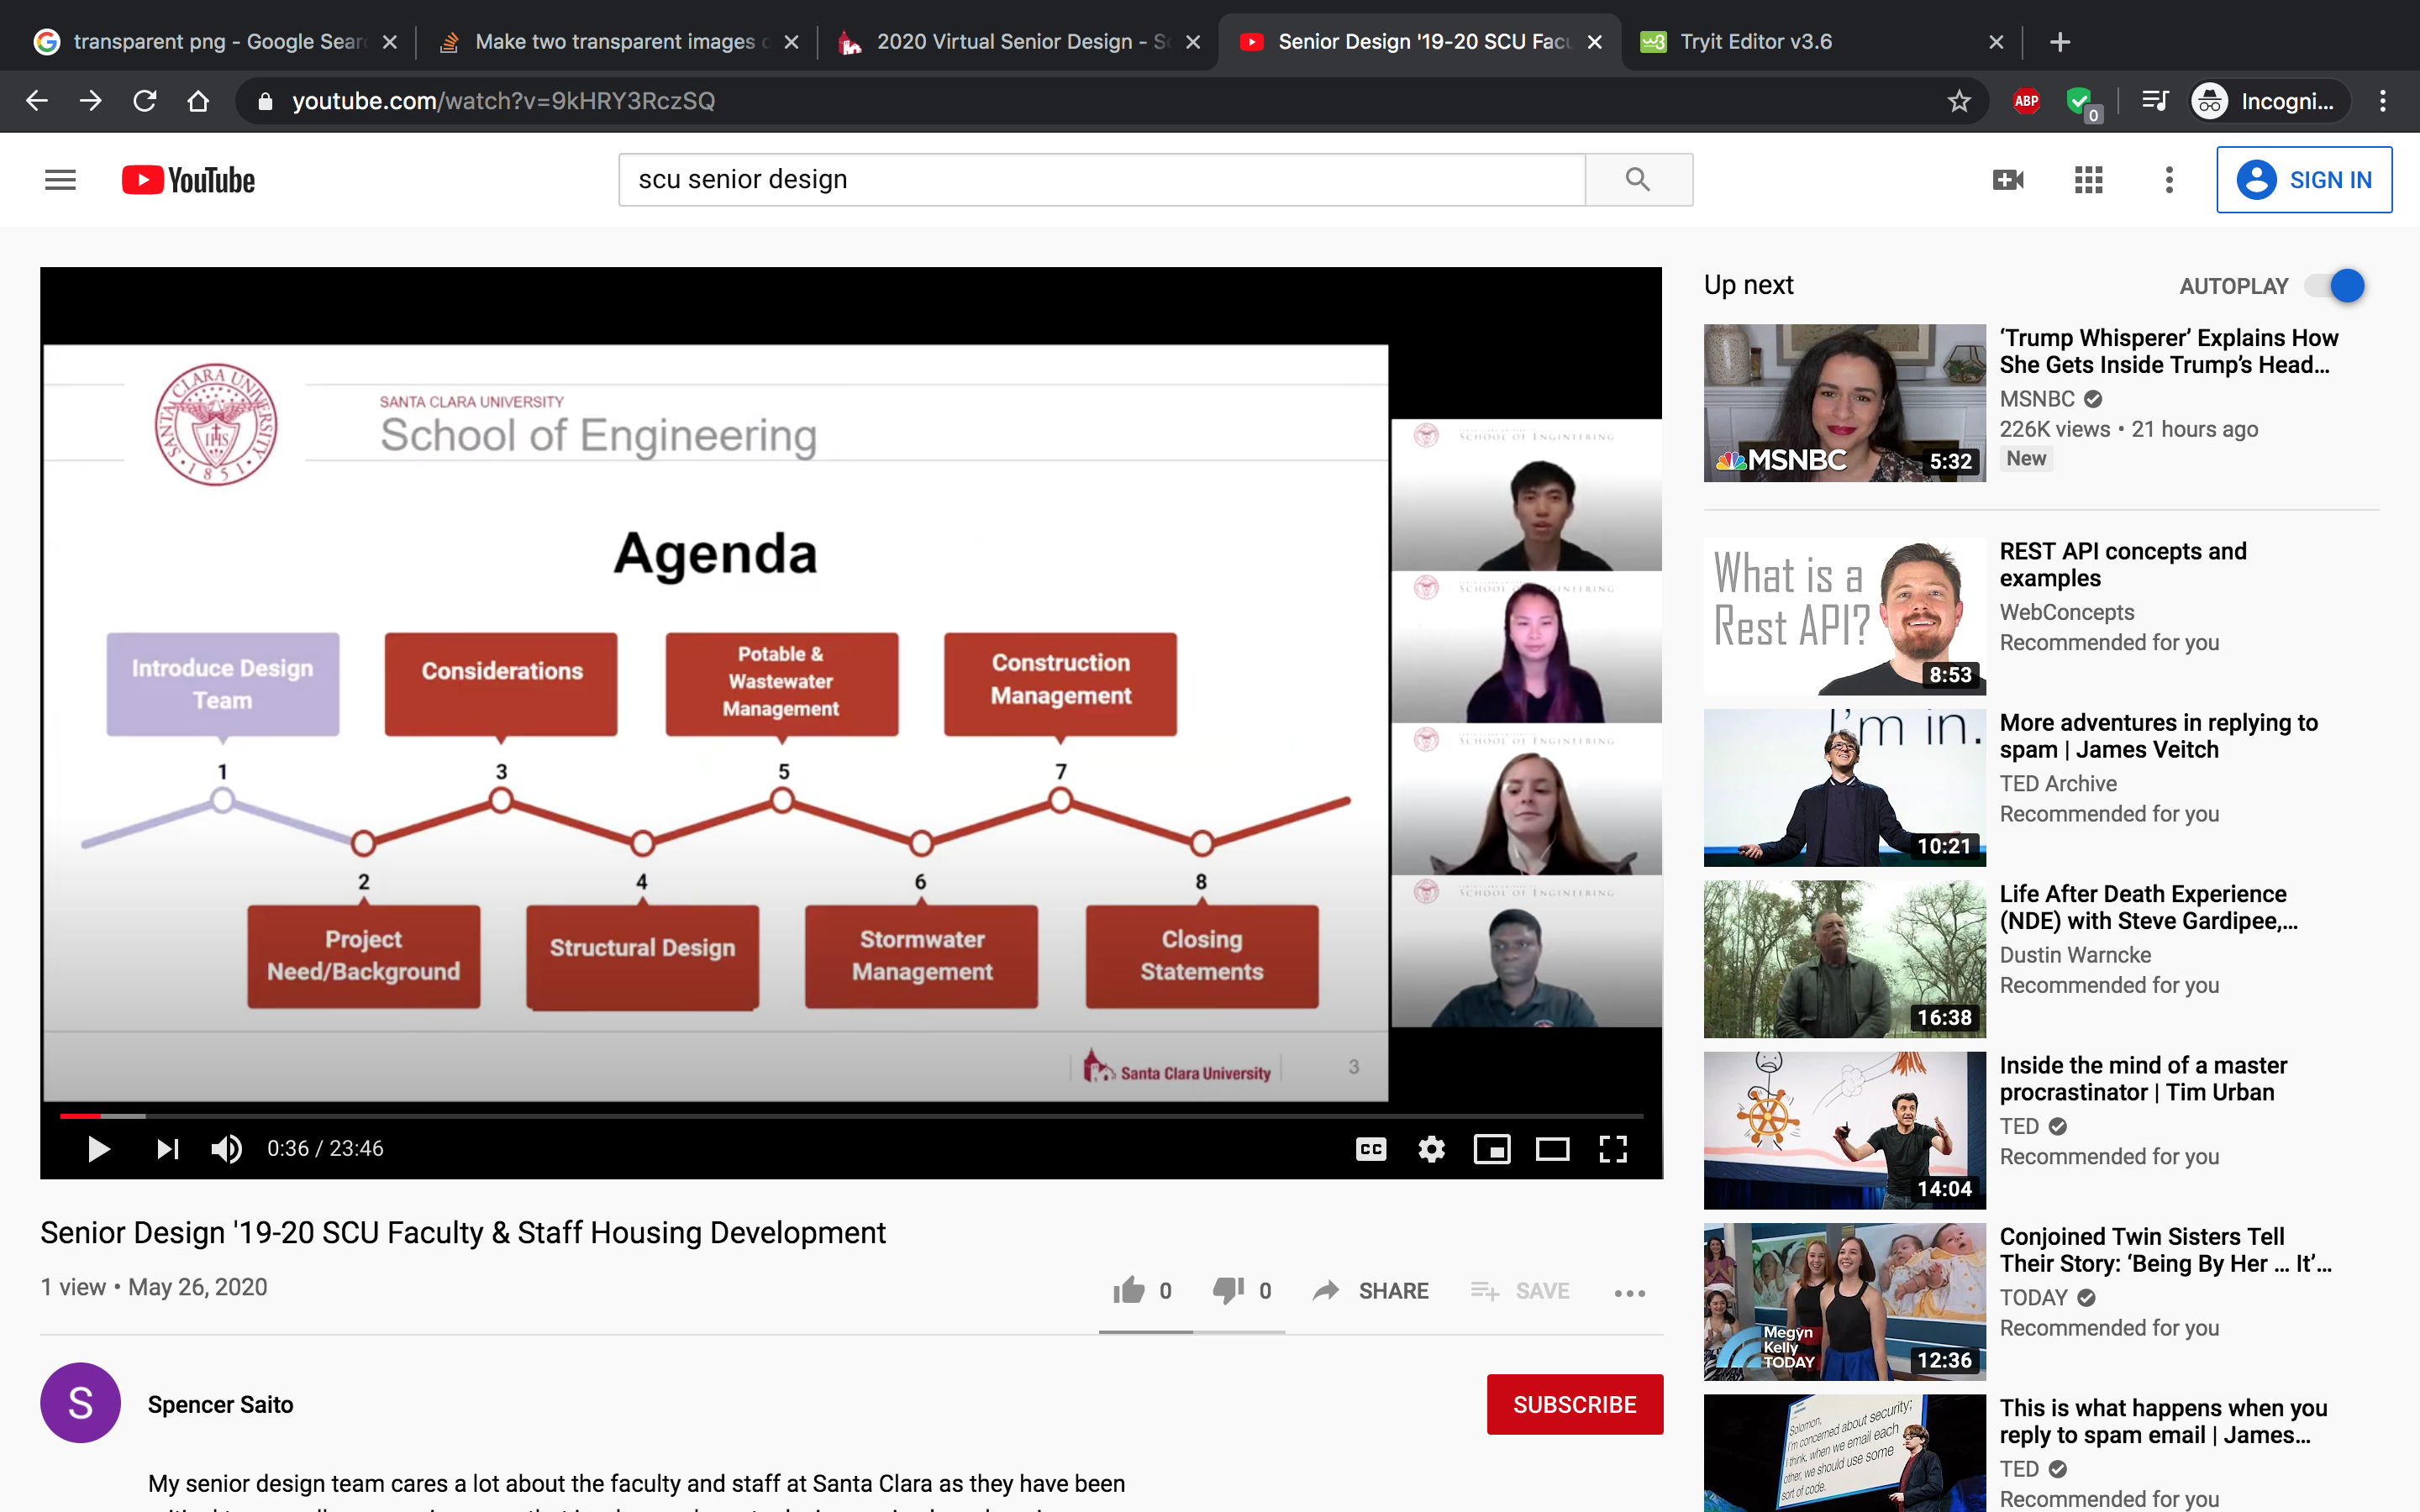 transparent png - Google Sear
Make two transparent images
2020 Virtual Senior Design - S
Senior Design '19-20 SCU Facu
Tryit Editor v3.6
youtube.com/watch?v=9kHRY3RczSQ
ABP
0
Incogni...
YouTube
scu senior design
SIGN IN
SANTA CLARA UNIVERSITY
School of Engineering
SANTA CLARA UNIVERSITY
IHS
1851
Agenda
Introduce Design
Team
Considerations
Potable &
Wastewater
Management
Construction
Management
1
3
5
7
2
4
6
8
Project
Need/Background
Structural Design
Stormwater
Management
Closing
Statements
Santa Clara University
3
SCHOOL OF ENGINEERING
SCHOOL OF ENGINEERING
SCHOOL OF ENGINEERING
SCHOOL OF ENGINEERING
0:36 / 23:46
CC
Senior Design '19-20 SCU Faculty & Staff Housing Development
1 view • May 26, 2020
0
0
SHARE
SAVE
S
Spencer Saito
SUBSCRIBE
My senior design team cares a lot about the faculty and staff at Santa Clara as they have been
Up next
AUTOPLAY
MSNBC
5:32
‘Trump Whisperer’ Explains How
She Gets Inside Trump’s Head...
MSNBC
226K views • 21 hours ago
New
What is a
Rest API?
8:53
REST API concepts and
examples
WebConcepts
Recommended for you
I'm in.
10:21
More adventures in replying to
spam | James Veitch
TED Archive
Recommended for you
16:38
Life After Death Experience
(NDE) with Steve Gardipee,...
Dustin Warncke
Recommended for you
14:04
Inside the mind of a master
procrastinator | Tim Urban
TED
Recommended for you
Megyn
Kelly
TODAY
12:36
Conjoined Twin Sisters Tell
Their Story: ‘Being By Her ... It’...
TODAY
Recommended for you
Solomon,
I'm concerned about security;
I think, when we email each
other, we should use some
sort of code.
This is what happens when you
reply to spam email | James...
TED
Recommended for you